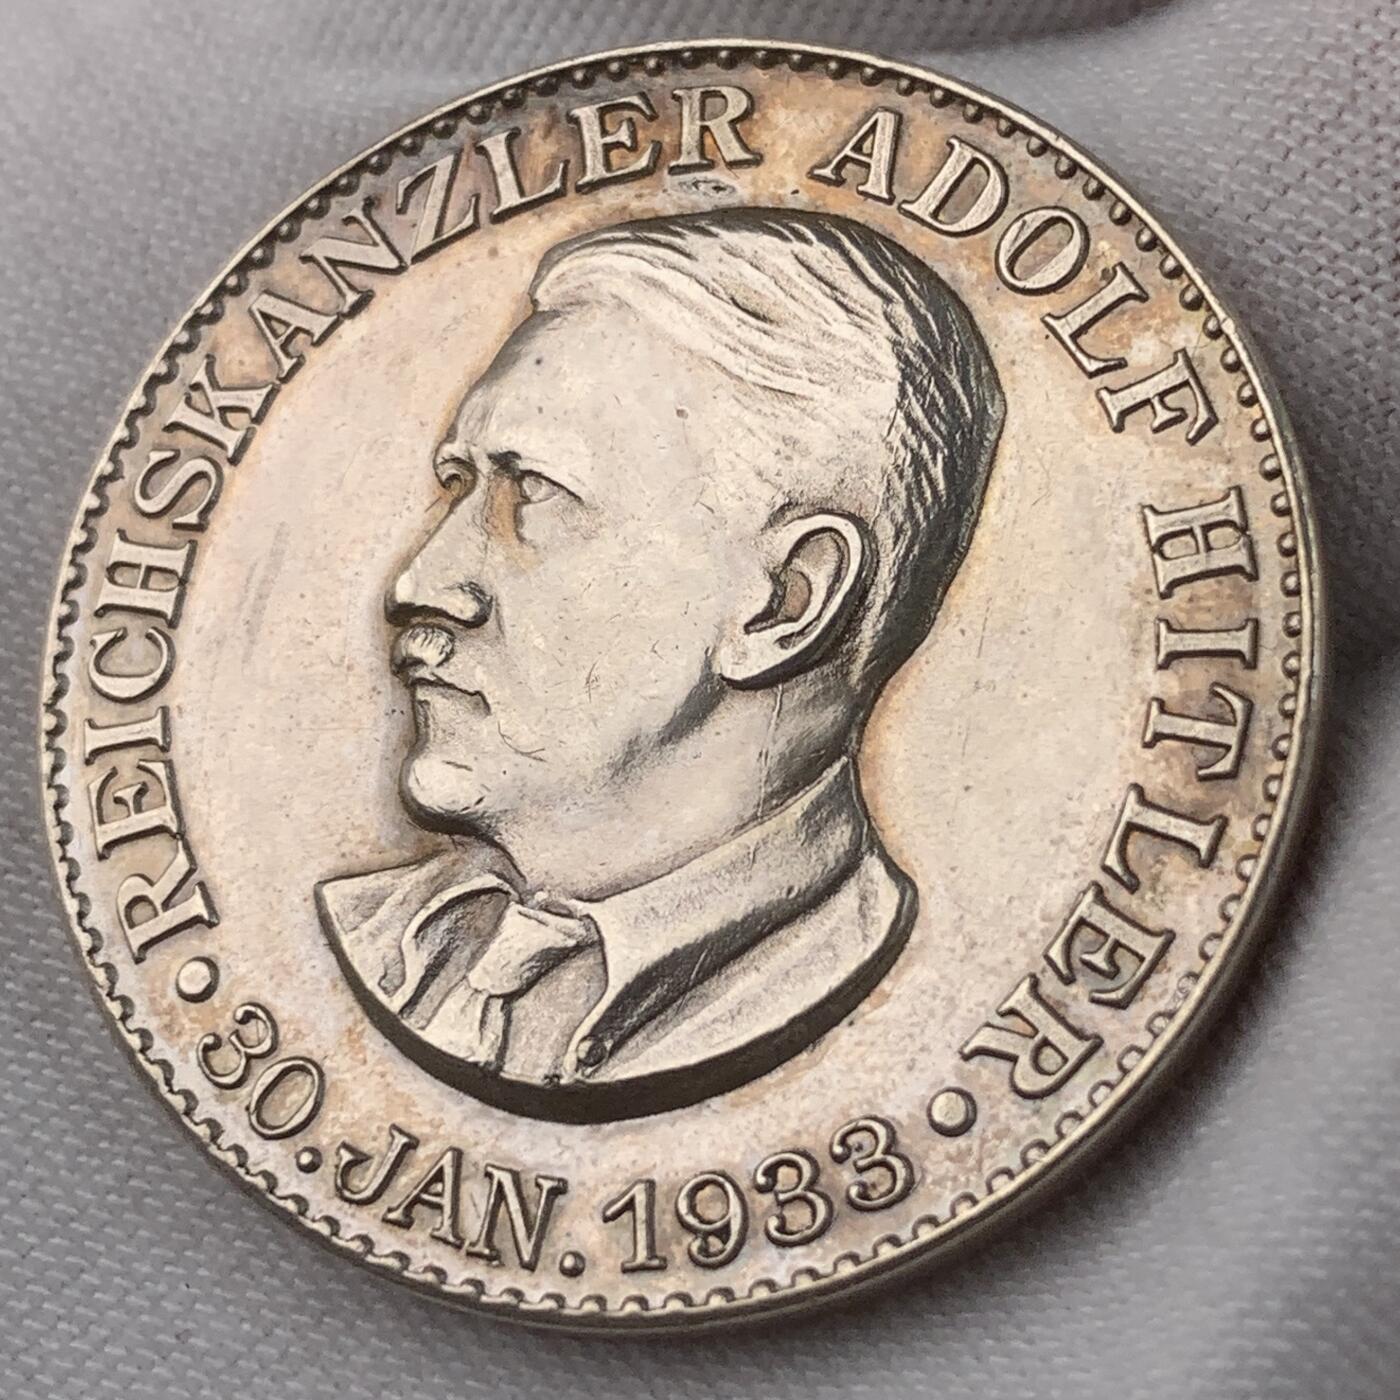 REICHSKANZLER ADOLF HITLER
• 30. JAN. 1933 •